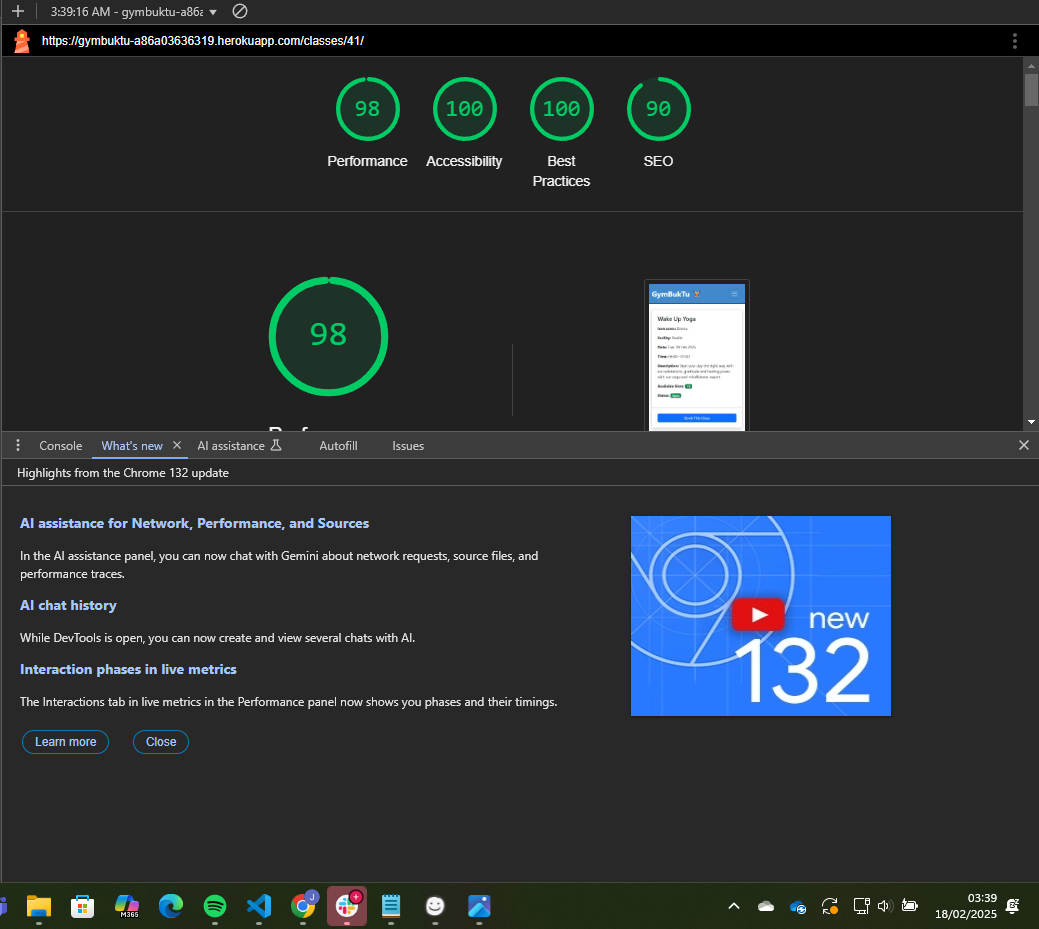 3:39:16 AM - gymbuktu-a86a
https://gymbuktu-a86a03636319.herokuapp.com/classes/41/
98 100 100 90
Performance Accessibility Best Practices SEO
98
GymBukTu
Wake Up Yoga
Console What's new AI assistance Autofill Issues
Highlights from the Chrome 132 update
AI assistance for Network, Performance, and Sources
In the AI assistance panel, you can now chat with Gemini about network requests, source files, and
performance traces.
AI chat history
While DevTools is open, you can now create and view several chats with AI.
Interaction phases in live metrics
The Interactions tab in live metrics in the Performance panel now shows you phases and their timings.
Learn more Close
new
132
M365
J
03:39
18/02/2025